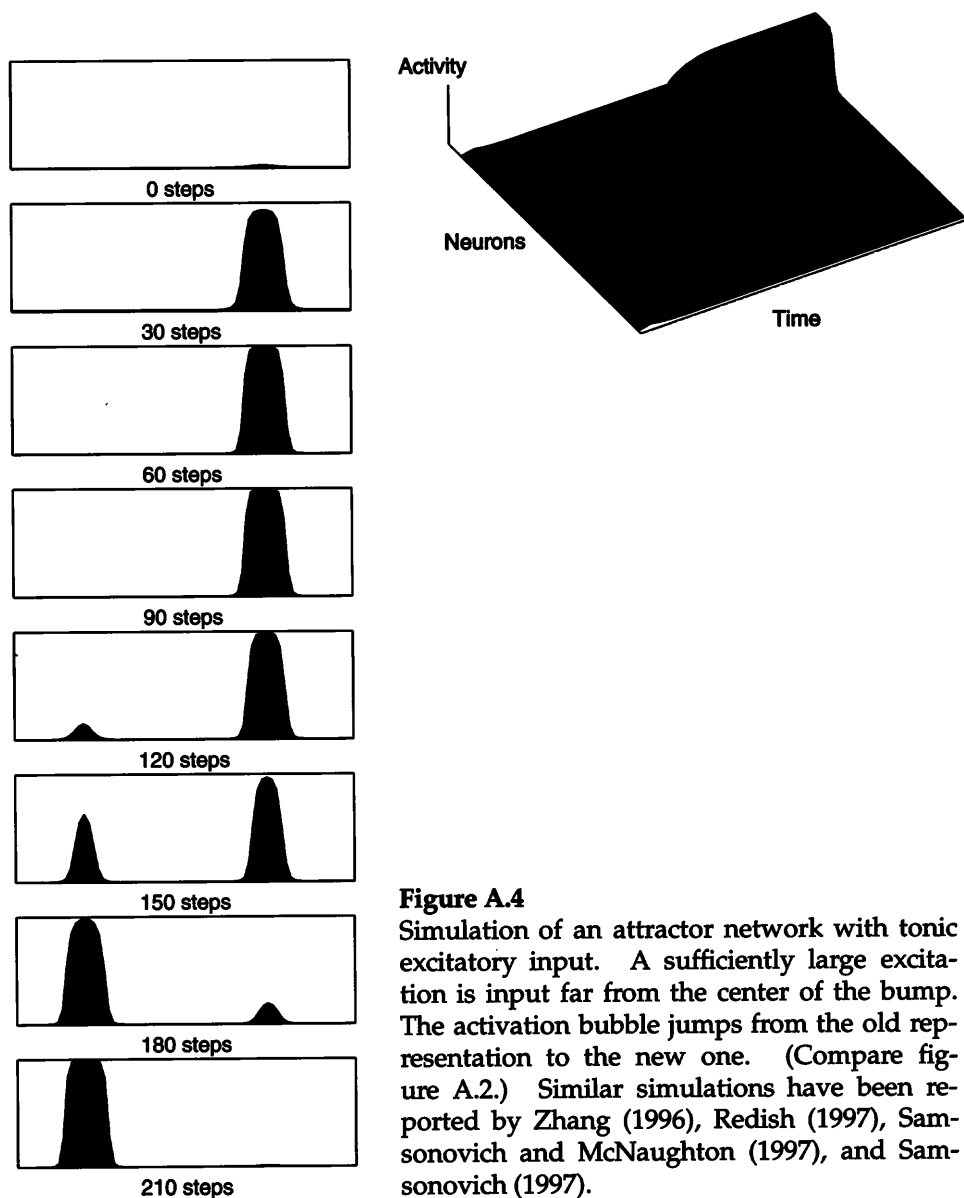 0 steps
30 steps
60 steps
90 steps
120 steps
150 steps
180 steps
210 steps
Activity
Neurons
Time
Figure A.4
Simulation of an attractor network with tonic
excitatory input. A sufficiently large excita-
tion is input far from the center of the bump.
The activation bubble jumps from the old rep-
resentation to the new one. (Compare fig-
ure A.2.) Similar simulations have been re-
ported by Zhang (1996), Redish (1997), Sam-
sonovich and McNaughton (1997), and Sam-
sonovich (1997).